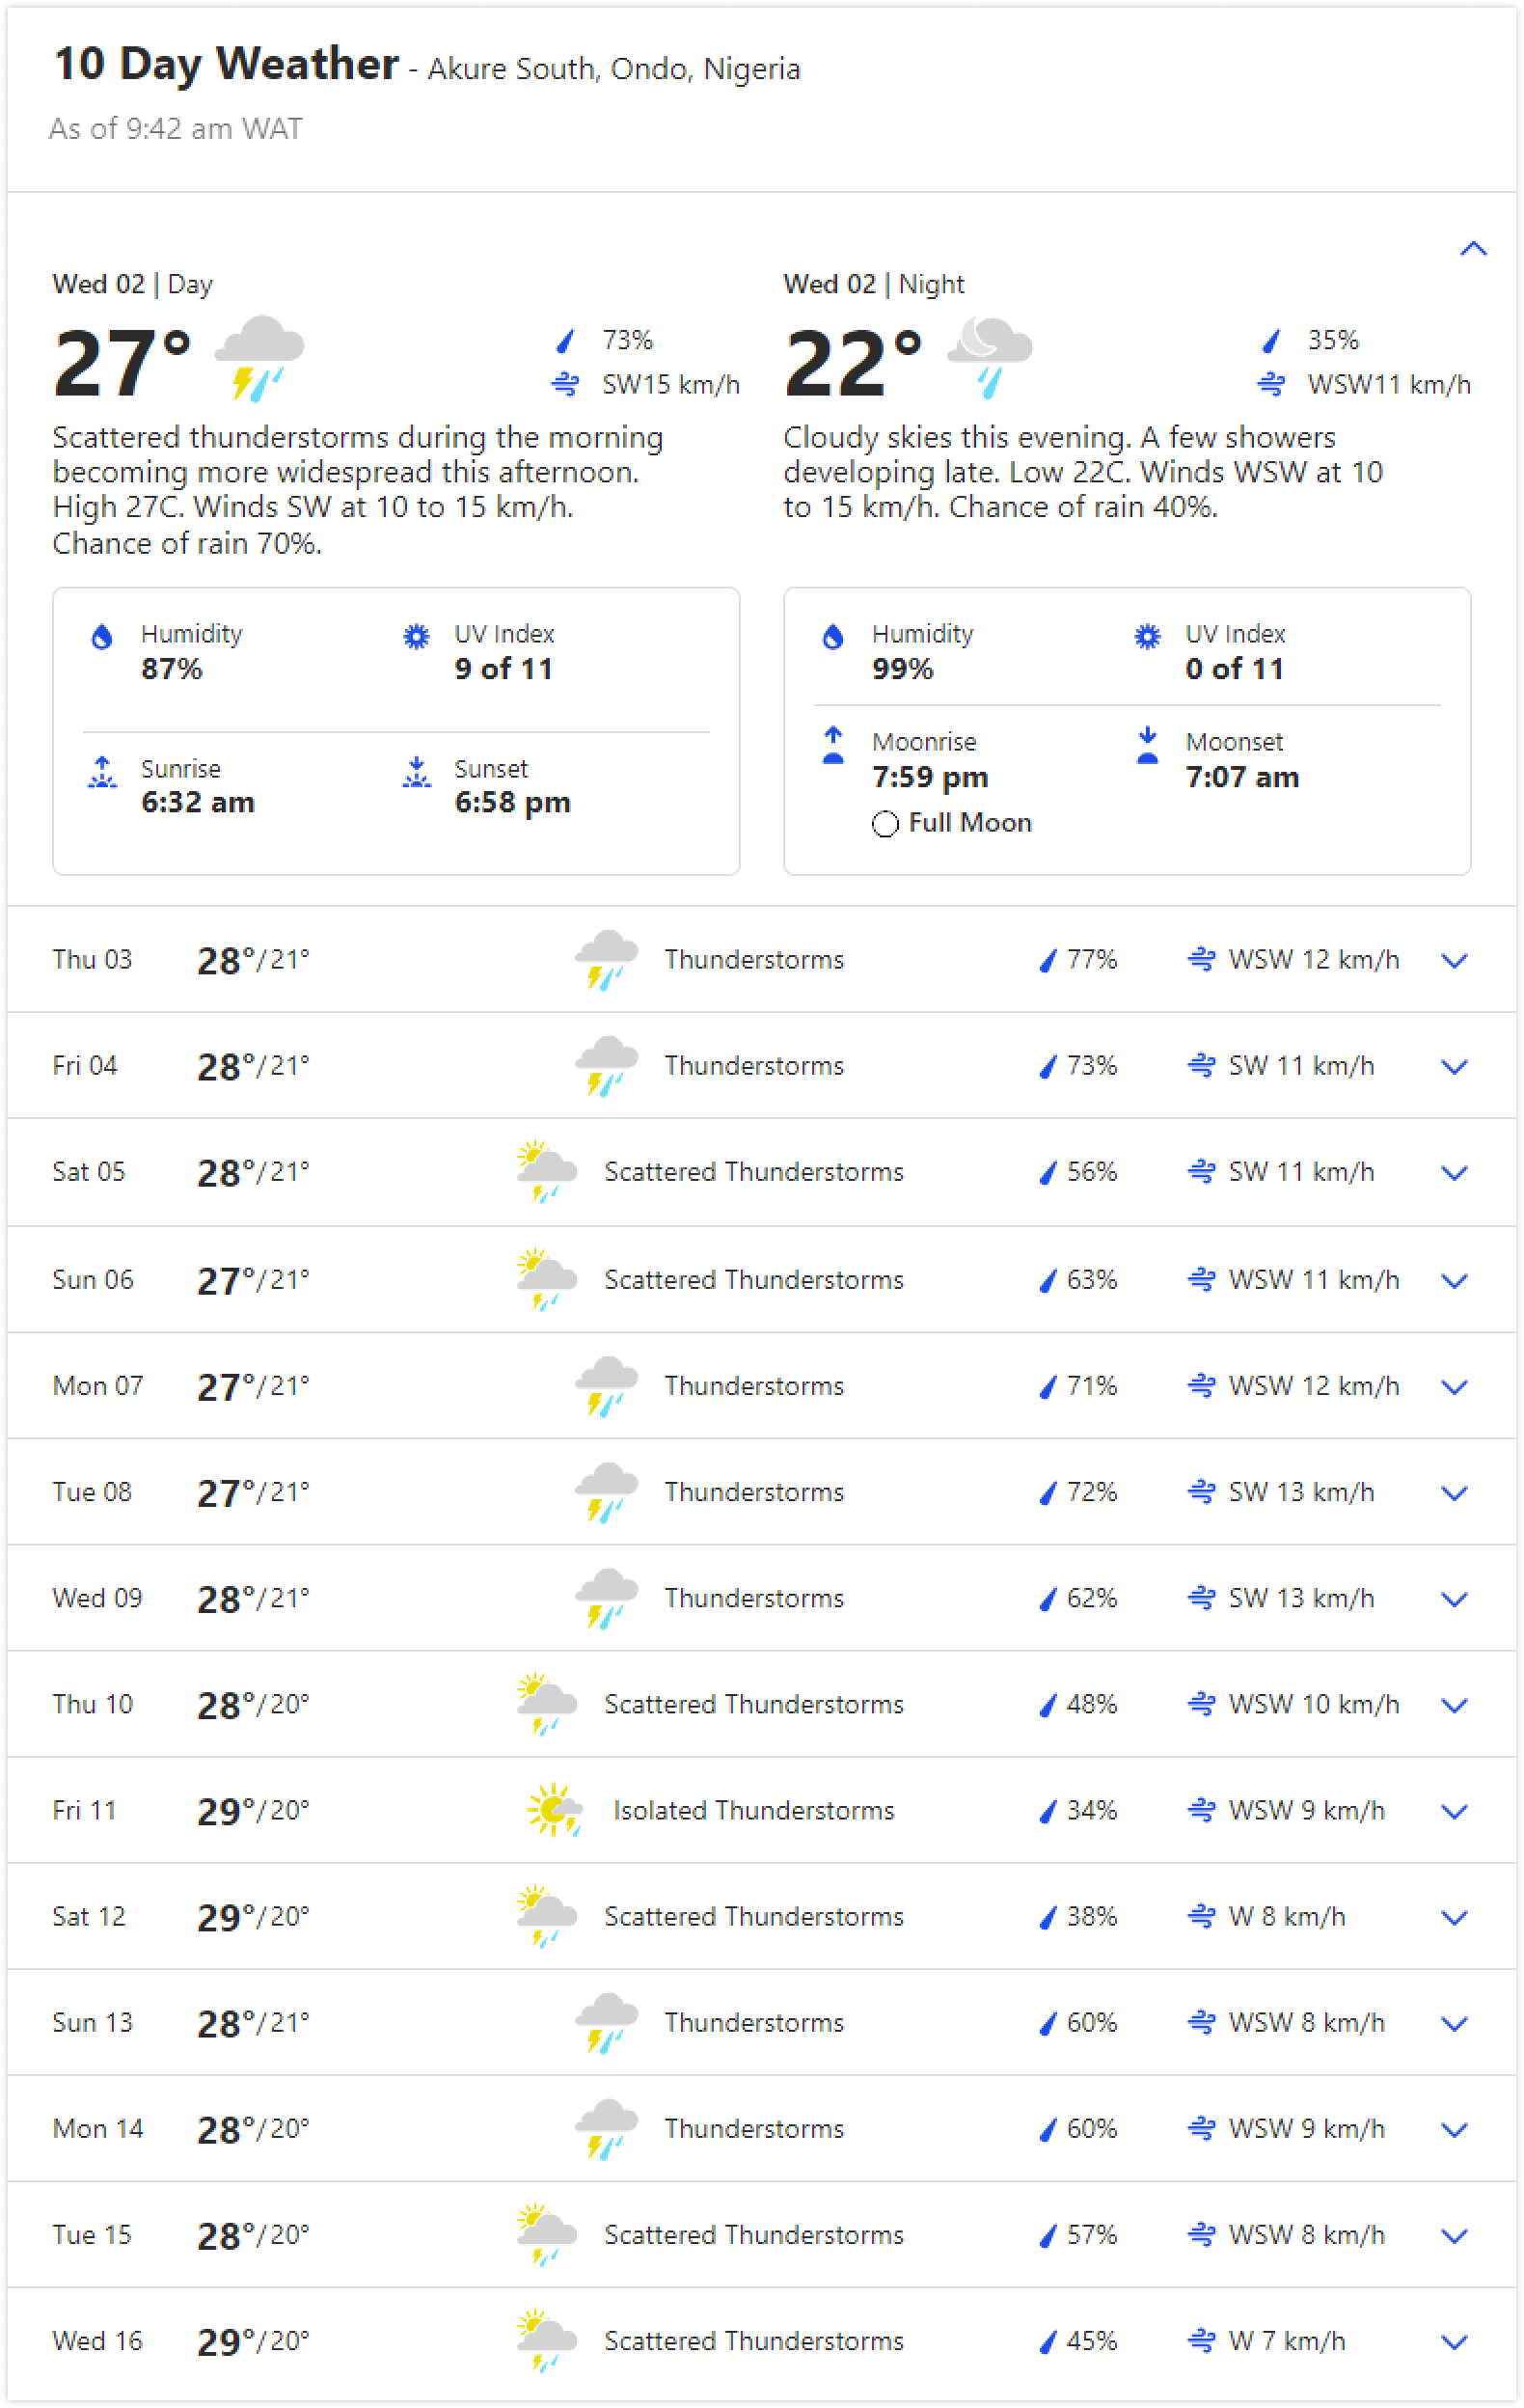 10 Day Weather - Akure South, Ondo, Nigeria
As of 9:42 am WAT
Wed 02 | Day
27°
73%
SW15 km/h
Scattered thunderstorms during the morning
becoming more widespread this afternoon.
High 27C. Winds SW at 10 to 15 km/h.
Chance of rain 70%.
Humidity
87%
UV Index
9 of 11
Sunrise
6:32 am
Sunset
6:58 pm
Wed 02 | Night
22°
35%
WSW11 km/h
Cloudy skies this evening. A few showers
developing late. Low 22C. Winds WSW at 10
to 15 km/h. Chance of rain 40%.
Humidity
99%
UV Index
0 of 11
Moonrise
7:59 pm
Full Moon
Moonset
7:07 am
Thu 03 28°/21° Thunderstorms 77% WSW 12 km/h
Fri 04 28°/21° Thunderstorms 73% SW 11 km/h
Sat 05 28°/21° Scattered Thunderstorms 56% SW 11 km/h
Sun 06 27°/21° Scattered Thunderstorms 63% WSW 11 km/h
Mon 07 27°/21° Thunderstorms 71% WSW 12 km/h
Tue 08 27°/21° Thunderstorms 72% SW 13 km/h
Wed 09 28°/21° Thunderstorms 62% SW 13 km/h
Thu 10 28°/20° Scattered Thunderstorms 48% WSW 10 km/h
Fri 11 29°/20° Isolated Thunderstorms 34% WSW 9 km/h
Sat 12 29°/20° Scattered Thunderstorms 38% W 8 km/h
Sun 13 28°/21° Thunderstorms 60% WSW 8 km/h
Mon 14 28°/20° Thunderstorms 60% WSW 9 km/h
Tue 15 28°/20° Scattered Thunderstorms 57% WSW 8 km/h
Wed 16 29°/20° Scattered Thunderstorms 45% W 7 km/h